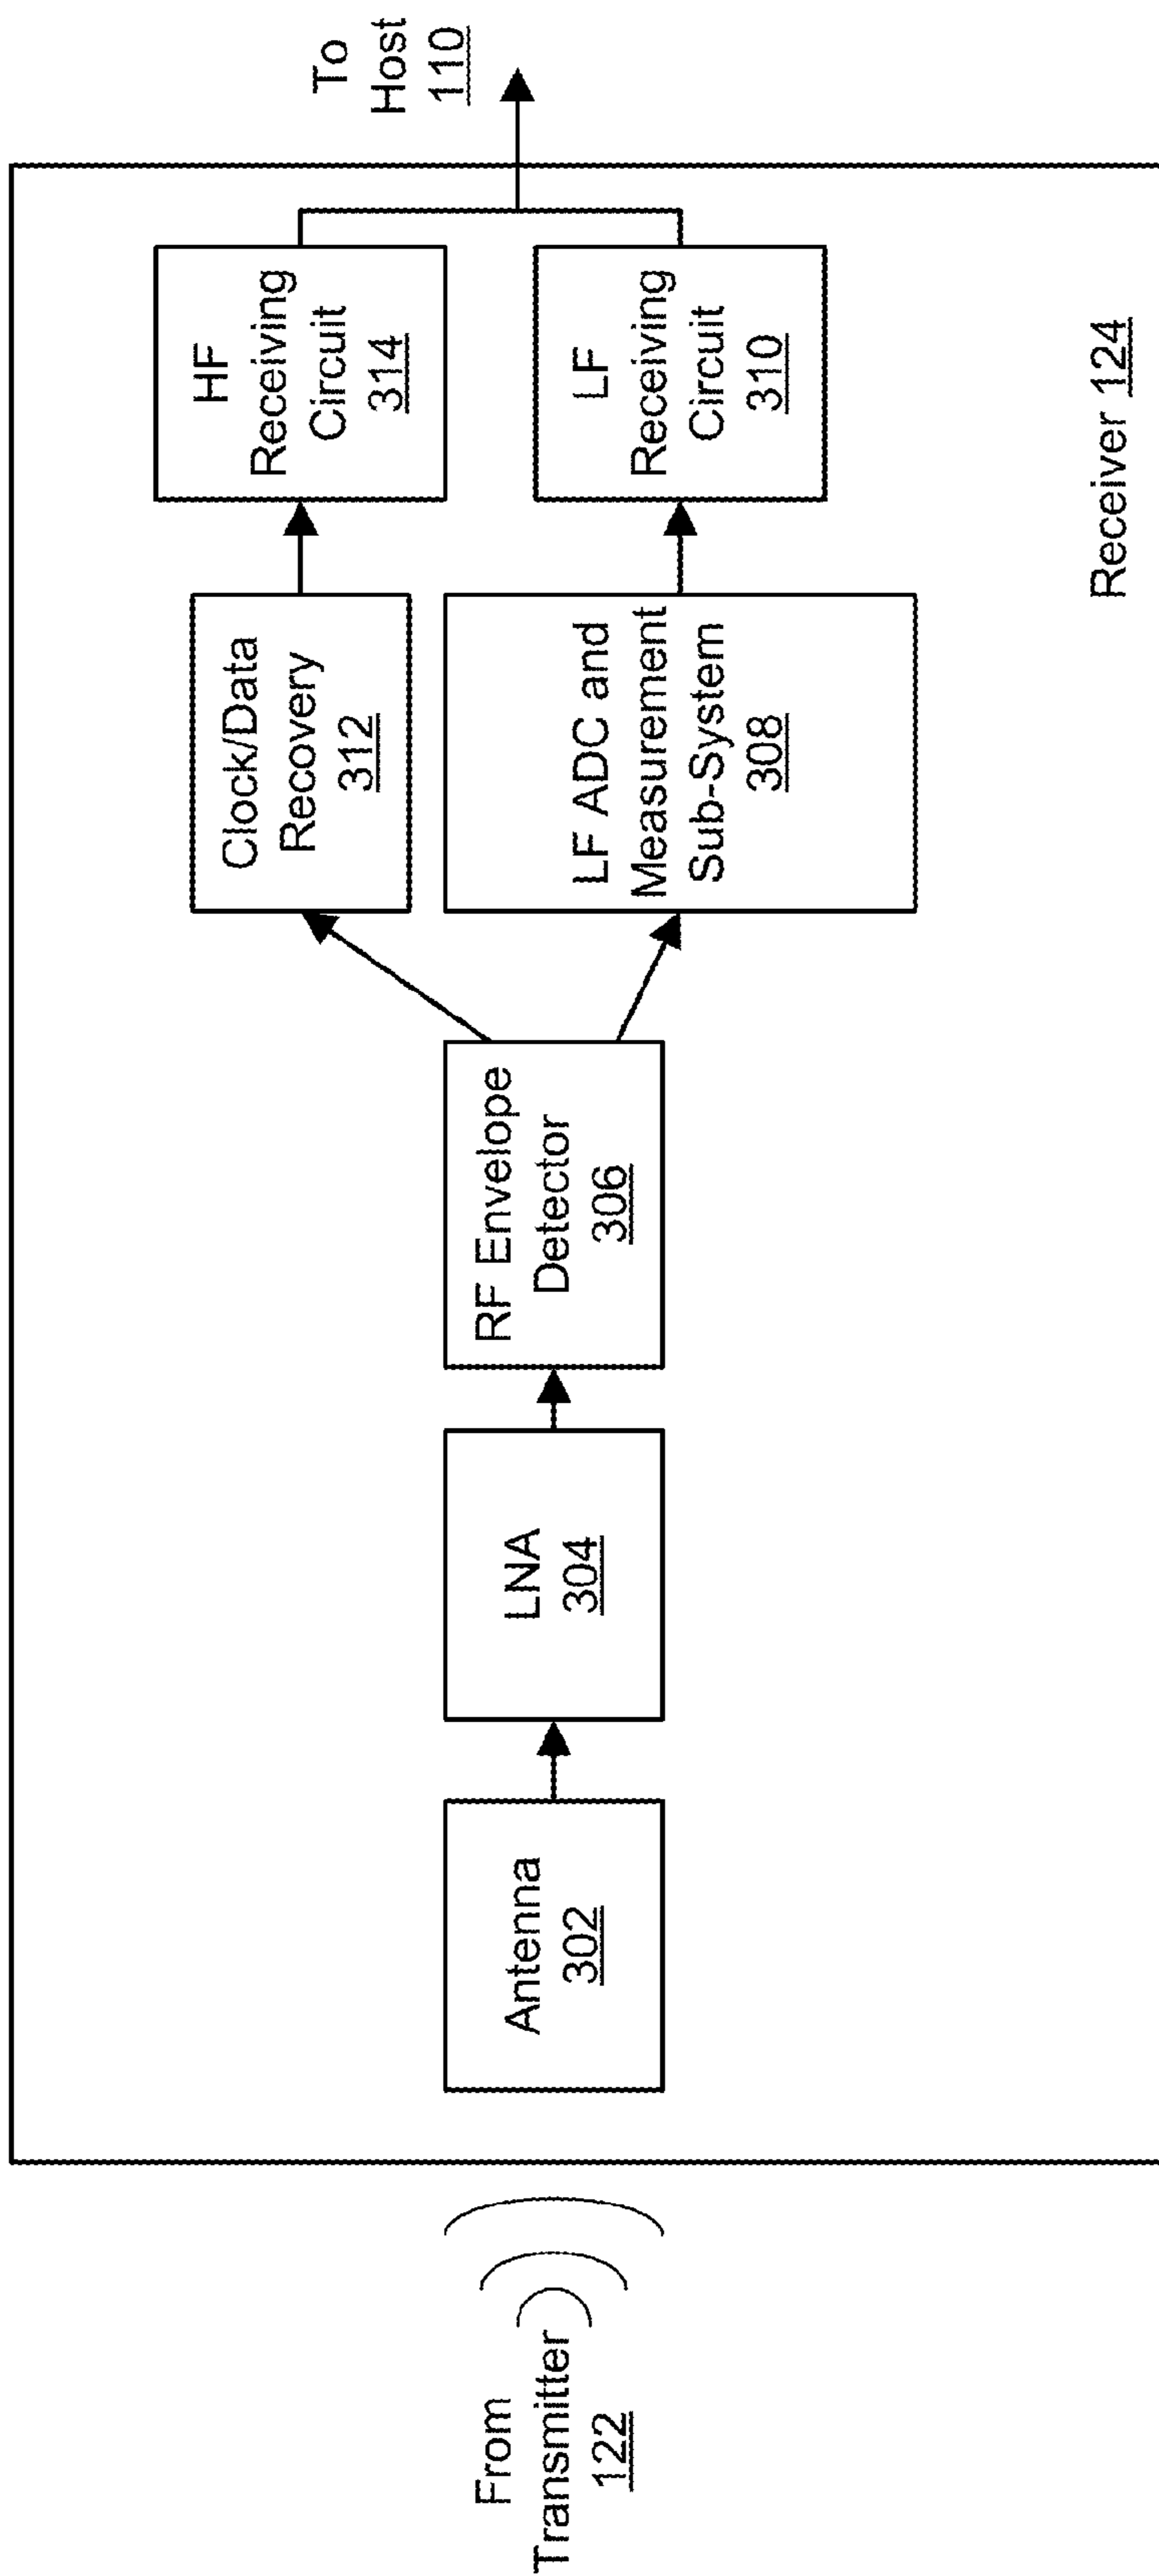 From
Transmitter
122
Antenna
302
LNA
304
RF Envelope
Detector
306
Clock/Data
Recovery
312
LF ADC and
Measurement
Sub-System
308
HF
Receiving
Circuit
314
LF
Receiving
Circuit
310
To
Host
110
Receiver 124